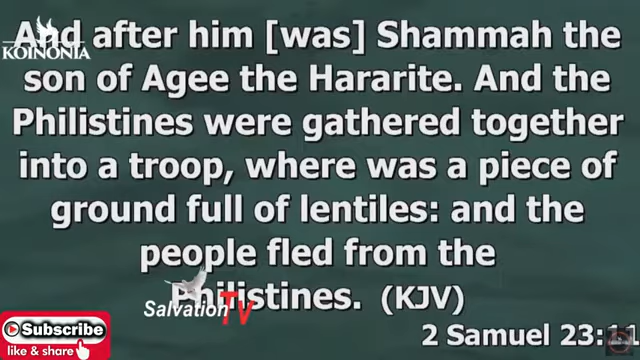 And after him [was] Shammah the
KOINONIA
son of Agee the Hararite. And the
Philistines were gathered together
into a troop, where was a piece of
ground full of lentiles: and the
people fled from the
Philistines. (KJV)
Salvation TV
Subscribe
like & share
2 Samuel 23:11